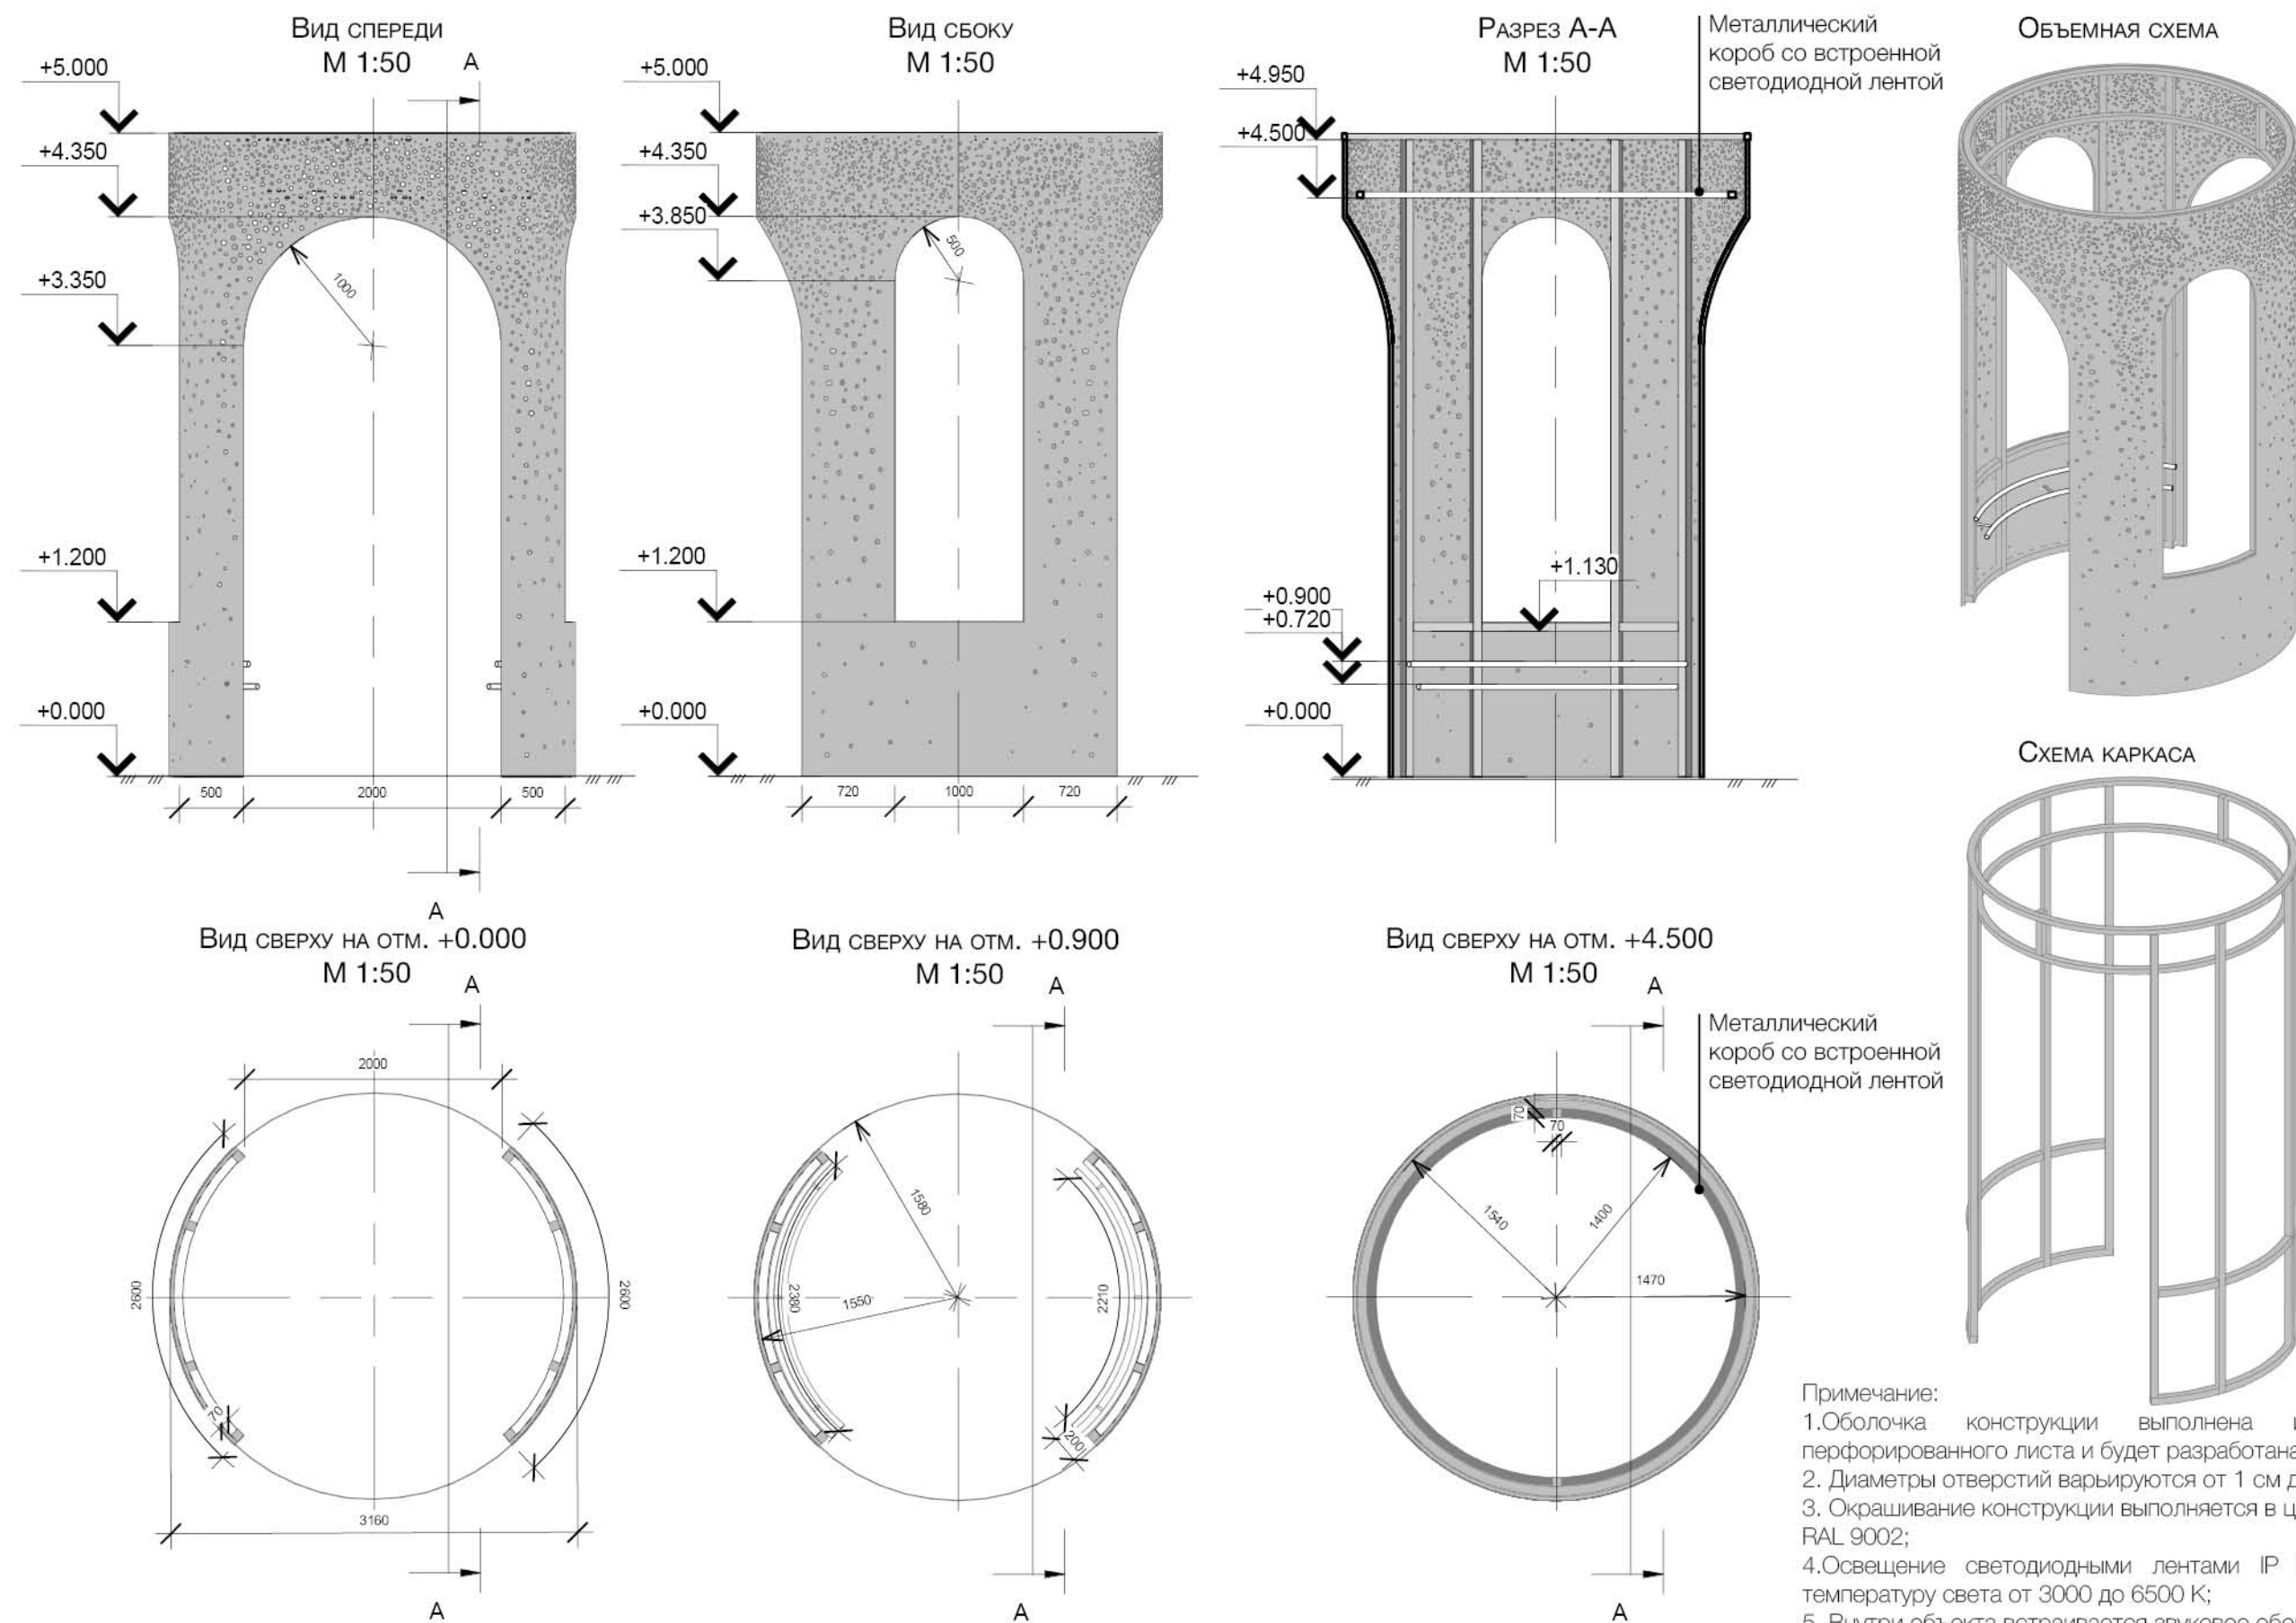 Вид спереди
М 1:50
А
+5.000
+4.350
+3.350
+1.200
+0.000
1000
500
2000
500
А
Вид сбоку
М 1:50
+5.000
+4.350
+3.850
+1.200
+0.000
500
720
1000
720
Разрез А-А
М 1:50
+4.950
+4.500
+1.130
+0.900
+0.720
+0.000
Металлический
короб со встроенной
светодиодной лентой
Объемная схема
Схема каркаса
Вид сверху на отм. +0.000
М 1:50
А
2000
2600
2600
70
3160
А
Вид сверху на отм. +0.900
М 1:50
А
1580
2380
1550
2210
200
А
Вид сверху на отм. +4.500
М 1:50
А
70
70
1540
1400
1470
А
Металлический
короб со встроенной
светодиодной лентой
Примечание:
1.Оболочка конструкции выполнена
перфорированного листа и будет разработана
2. Диаметры отверстий варьируются от 1 см
3. Окрашивание конструкции выполняется в
RAL 9002;
4.Освещение светодиодными лентами IP
температуру света от 3000 до 6500 К;